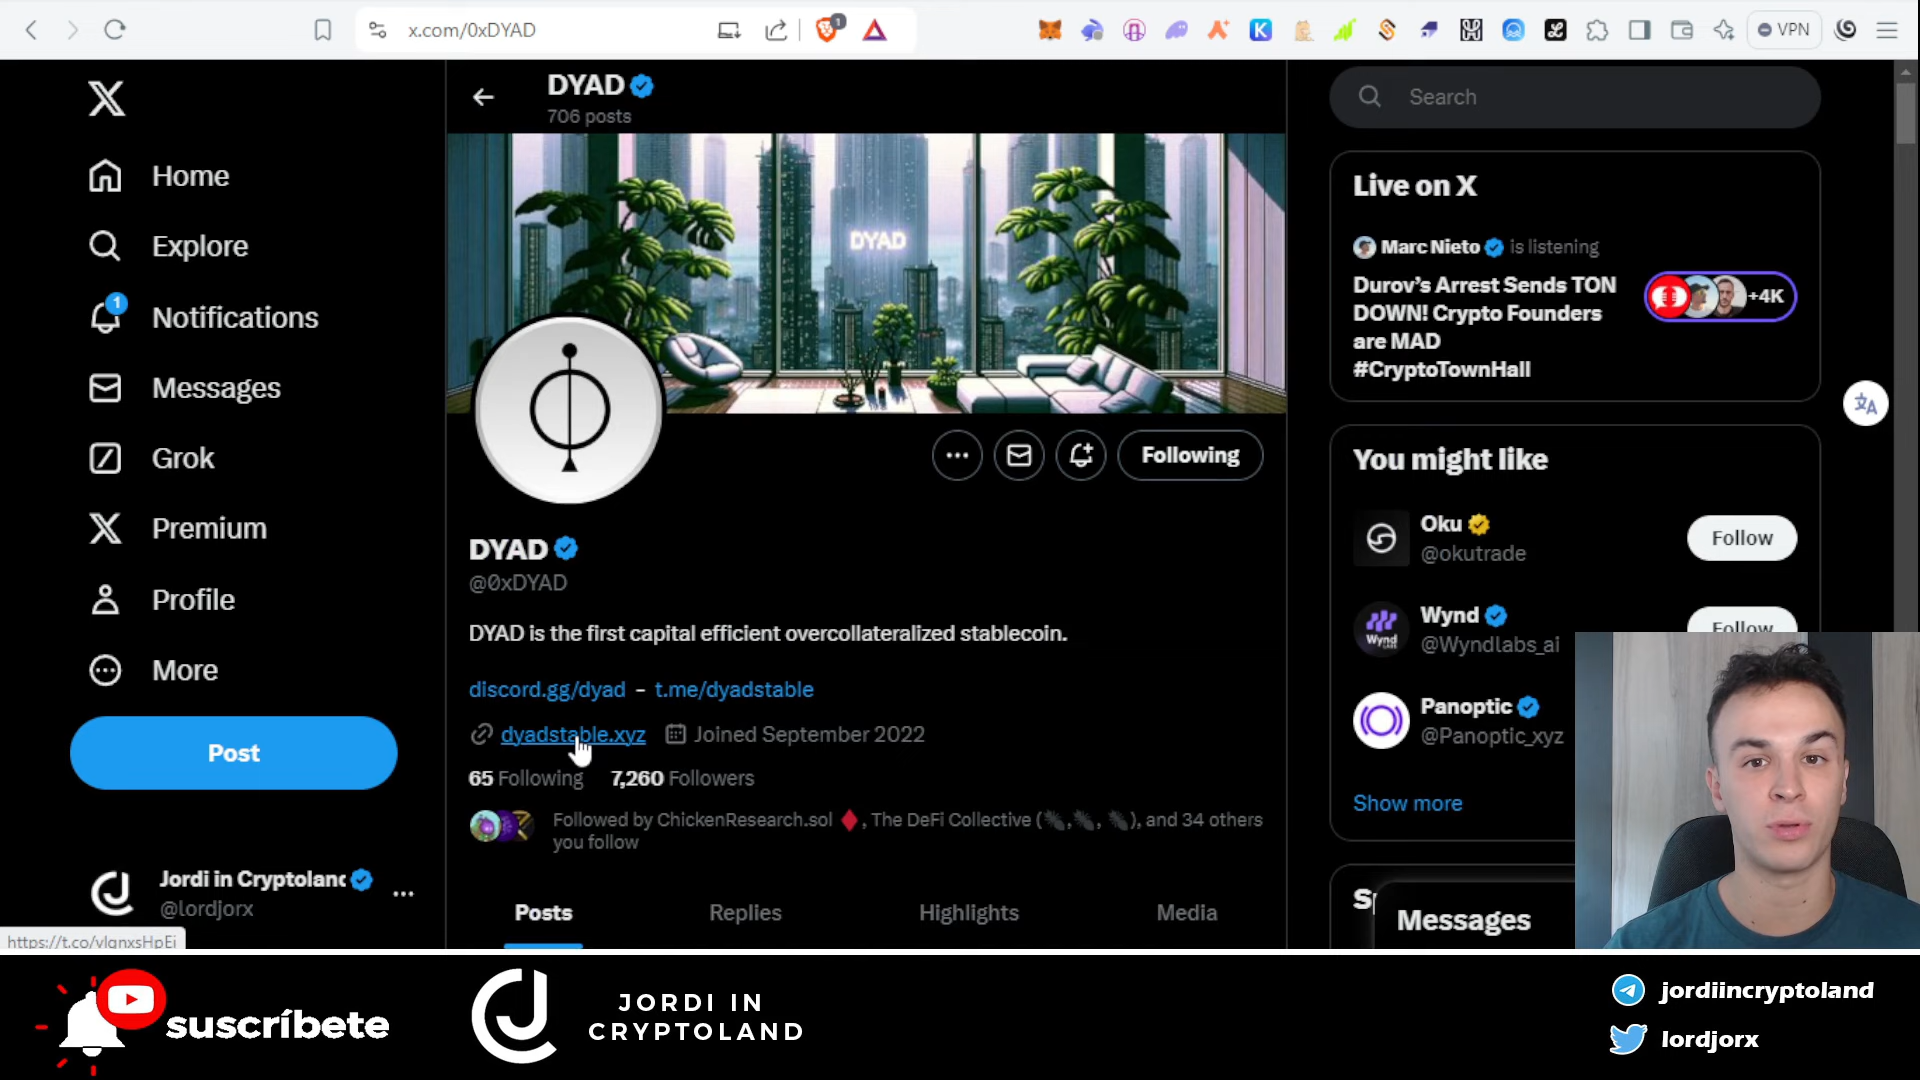 x.com/0xDYAD
1
VPN
DYAD
706 posts
Home
Explore
1
Notifications
Messages
Grok
Premium
Profile
More
Post
Jordi in Cryptolanc
@lordjorx
...
https://t.co/vlqnxsHpEi
DYAD
Following
DYAD
@0xDYAD
DYAD is the first capital efficient overcollateralized stablecoin.
discord.gg/dyad – t.me/dyadstable
dyadstable.xyz Joined September 2022
65 Following 7,260 Followers
Followed by ChickenResearch.sol ♦️, The DeFi Collective (🪖,🪖, 🪖), and 34 others
you follow
Posts Replies Highlights Media
Search
Live on X
Marc Nieto is listening
Durov's Arrest Sends TON
DOWN! Crypto Founders
are MAD
#CryptoTownHall
+4K
You might like
Oku
@okutrade
Follow
Wynd
@Wyndlabs_ai
Follow
Wynd
Panoptic
@Panoptic_xyz
Show more
Messages
suscríbete
JORDI IN
CRYPTOLAND
jordiincryptoland
lordjorx